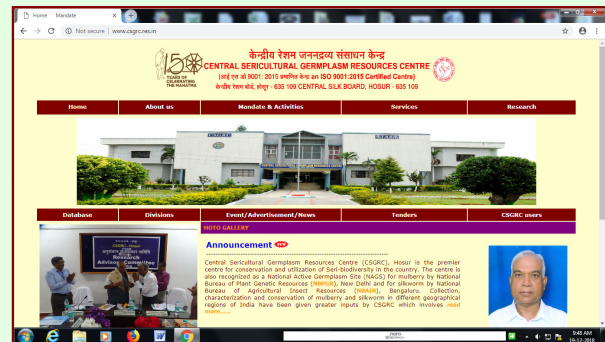 Home Mandate
Not secure | www.csgrc.res.in
150
YEARS OF
CELEBRATING
THE MAHATMA
केन्द्रीय रेशम जननद्रव्य संसाधन केन्द्र
CENTRAL SERICULTURAL GERMPLASM RESOURCES CENTRE
(आई एस ओ 9001: 2015 प्रमाणित केन्द्र an ISO 9001:2015 Certified Centre)
केन्द्रीय रेशम बोर्ड, होसूर - 635 109 CENTRAL SILK BOARD, HOSUR - 635 109
Home About us Mandate & Activities Services Research
Database Divisions Event/Advertisement/News Tenders CSGRC users
HOTO GALLERY
CSGRC - Hosur
Research
Advisory Committee
Announcement new
Central Sericultural Germplasm Resources Centre (CSGRC), Hosur is the premier
centre for conservation and utilization of Seri-biodiversity in the country. The centre is
also recognized as a National Active Germplasm Site (NAGS) for mulberry by National
Bureau of Plant Genetic Resources (NBPGR), New Delhi and for silkworm by National
Bureau of Agricultural Insect Resources (NBAIR), Bengaluru. Collection,
characterization and conservation of mulberry and silkworm in different geographical
regions of India have been given greater inputs by CSGRC which involves read
more......
9:48 AM
19-12-2018